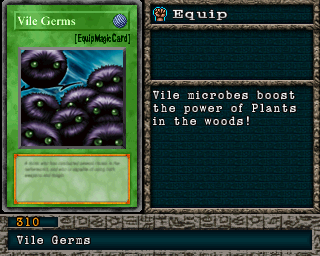 Vile Germs
[EquipMagicCard]
Equip
Vile microbes boost
the power of Plants
in the woods!
310
Vile Germs